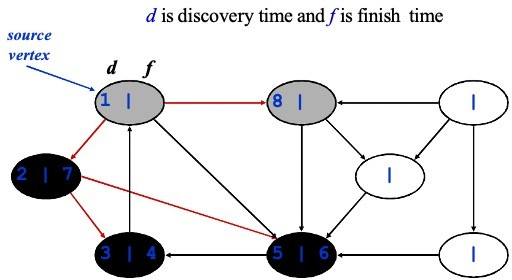 d is discovery time and f is finish time
source
vertex
d f
1 | 8 | |
2 | 7 |
3 | 4 5 | 6 |